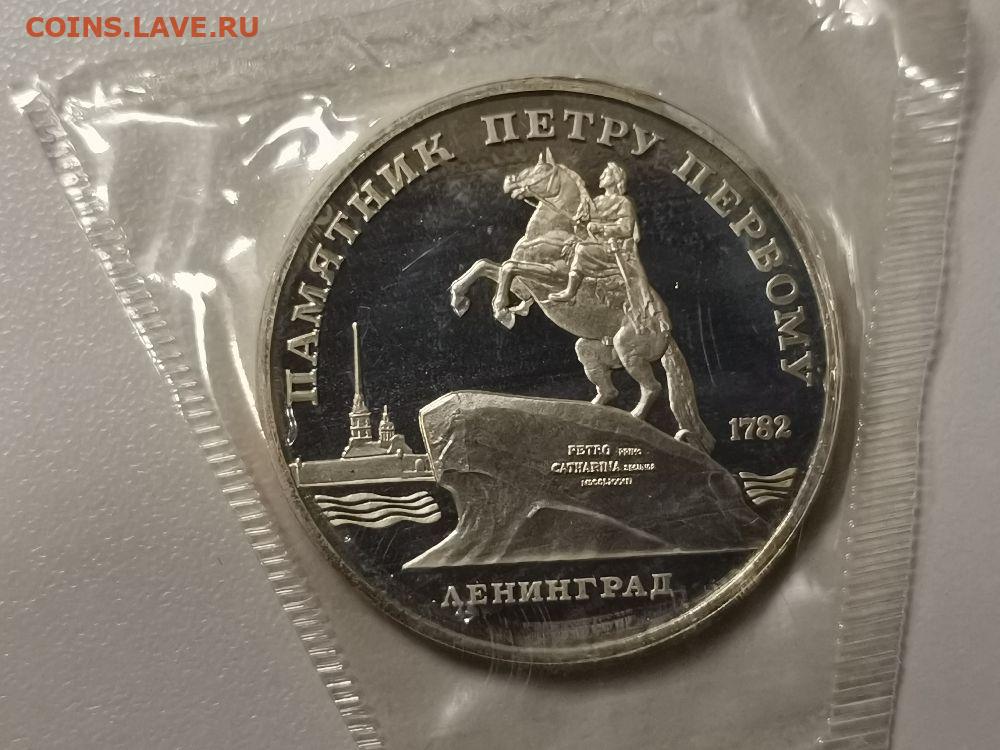 COINS.LAVE.RU
ПАМЯТНИК ПЕТРУ ПЕРВОМУ
1782
PETRO
CATHARINA
ЛЕНИНГРАД